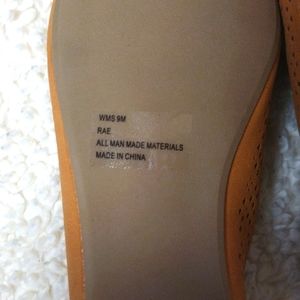 WMS 9M
RAE
ALL MAN MADE MATERIALS
MADE IN CHINA